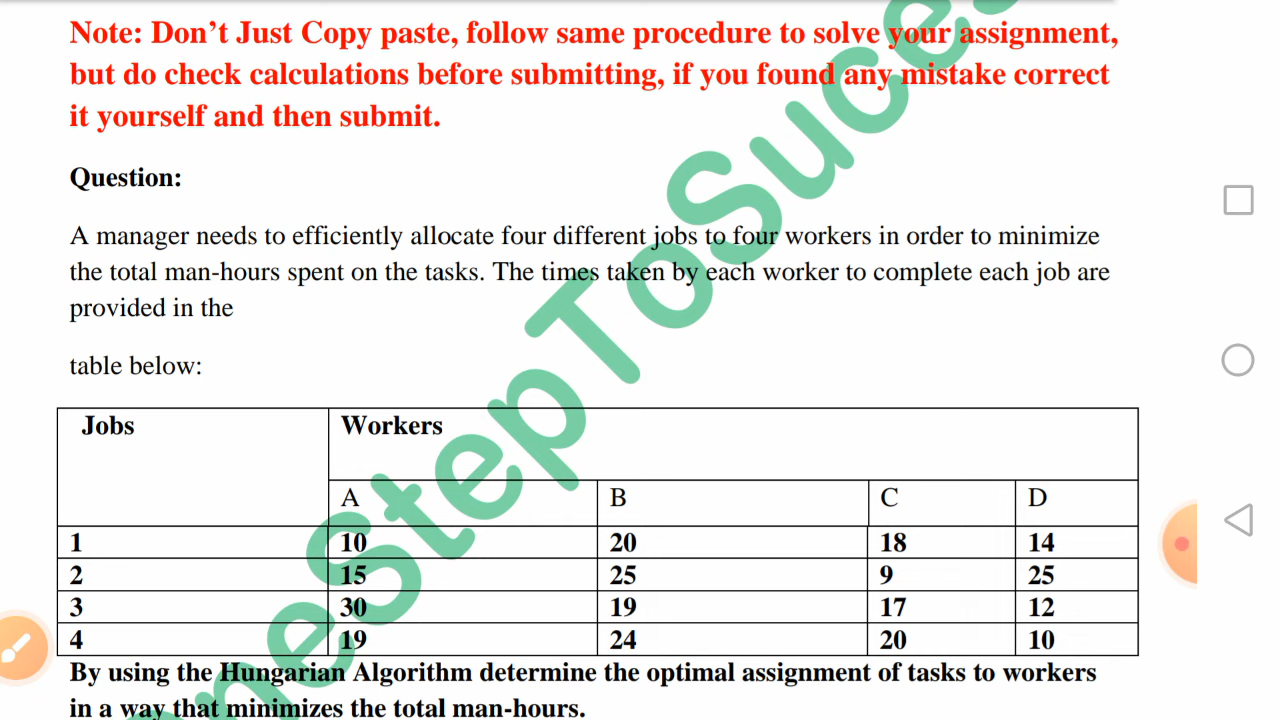 Note: Don’t Just Copy paste, follow same procedure to solve your assignment,
but do check calculations before submitting, if you found any mistake correct
it yourself and then submit.
Question:
A manager needs to efficiently allocate four different jobs to four workers in order to minimize
the total man-hours spent on the tasks. The times taken by each worker to complete each job are
provided in the
table below:
Jobs Workers
A B C D
1 10 20 18 14
2 15 25 9 25
3 30 19 17 12
4 19 24 20 10
By using the Hungarian Algorithm determine the optimal assignment of tasks to workers
in a way that minimizes the total man-hours.
neStepToSucces